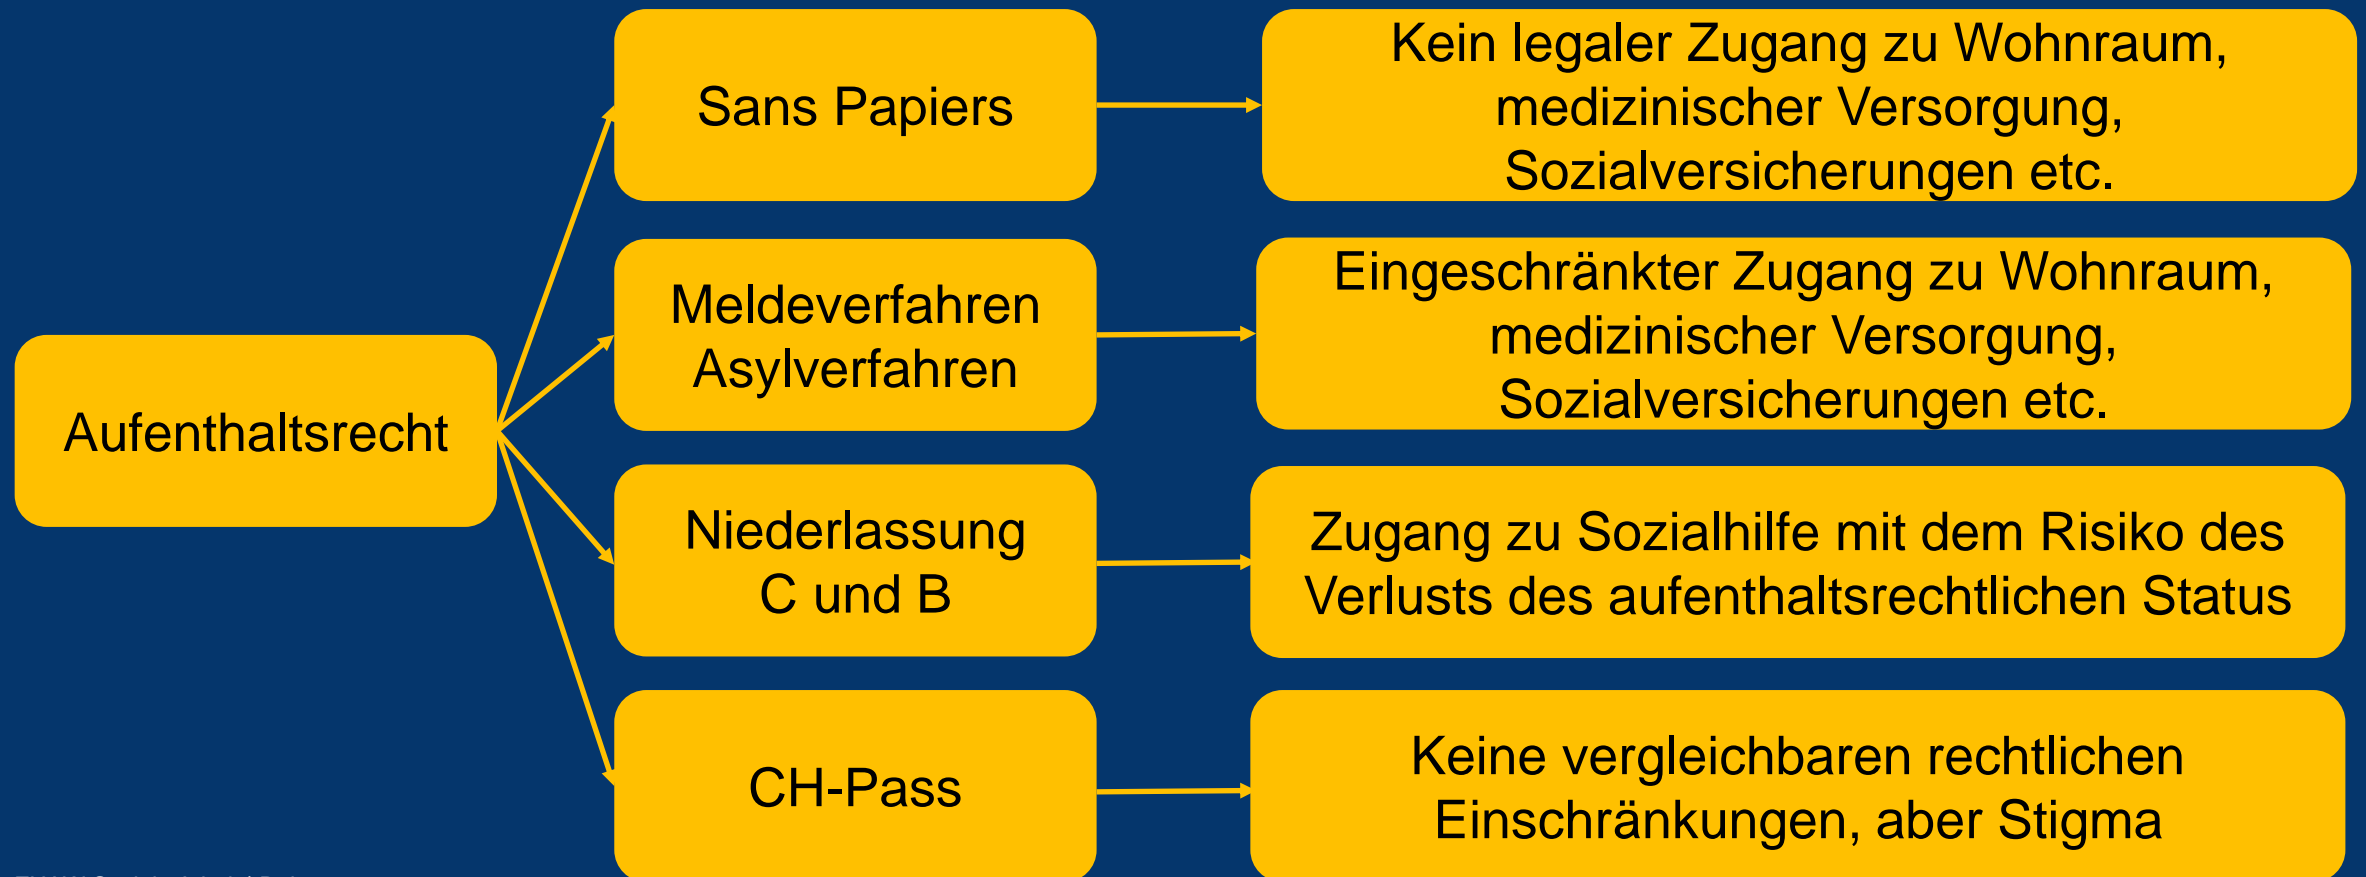 Sans Papiers
Kein legaler Zugang zu Wohnraum,
medizinischer Versorgung,
Sozialversicherungen etc.
Meldeverfahren
Asylverfahren
Eingeschränkter Zugang zu Wohnraum,
medizinischer Versorgung,
Sozialversicherungen etc.
Aufenthaltsrecht
Niederlassung
C und B
Zugang zu Sozialhilfe mit dem Risiko des
Verlusts des aufenthaltsrechtlichen Status
CH-Pass
Keine vergleichbaren rechtlichen
Einschränkungen, aber Stigma